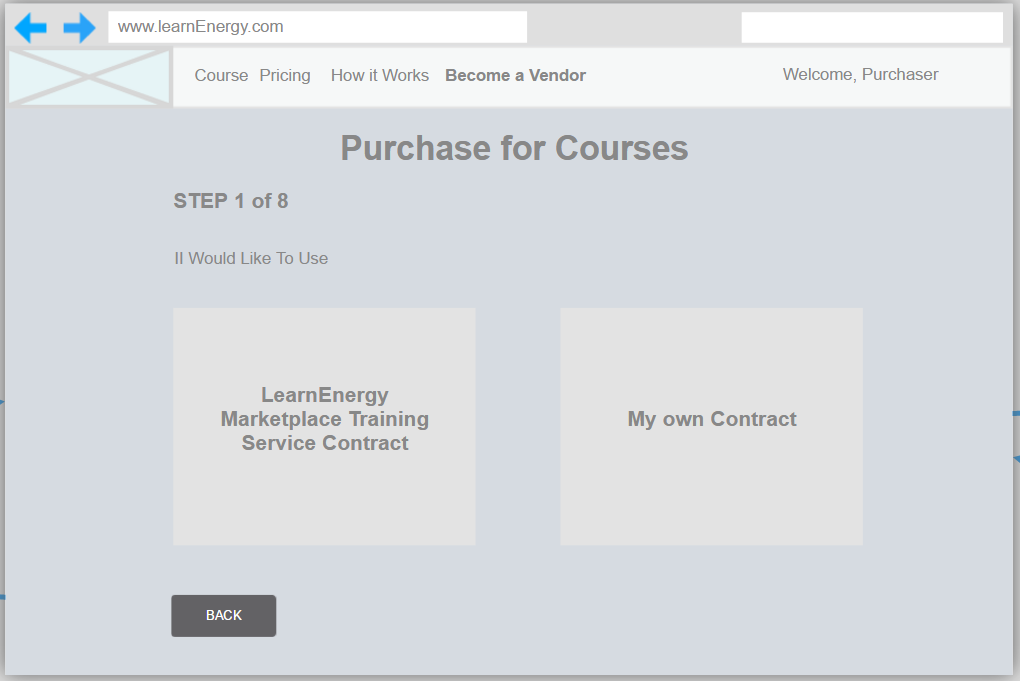 www.learnEnergy.com
Course Pricing How it Works Become a Vendor Welcome, Purchaser
Purchase for Courses
STEP 1 of 8
II Would Like To Use
LearnEnergy
Marketplace Training
Service Contract
My own Contract
BACK